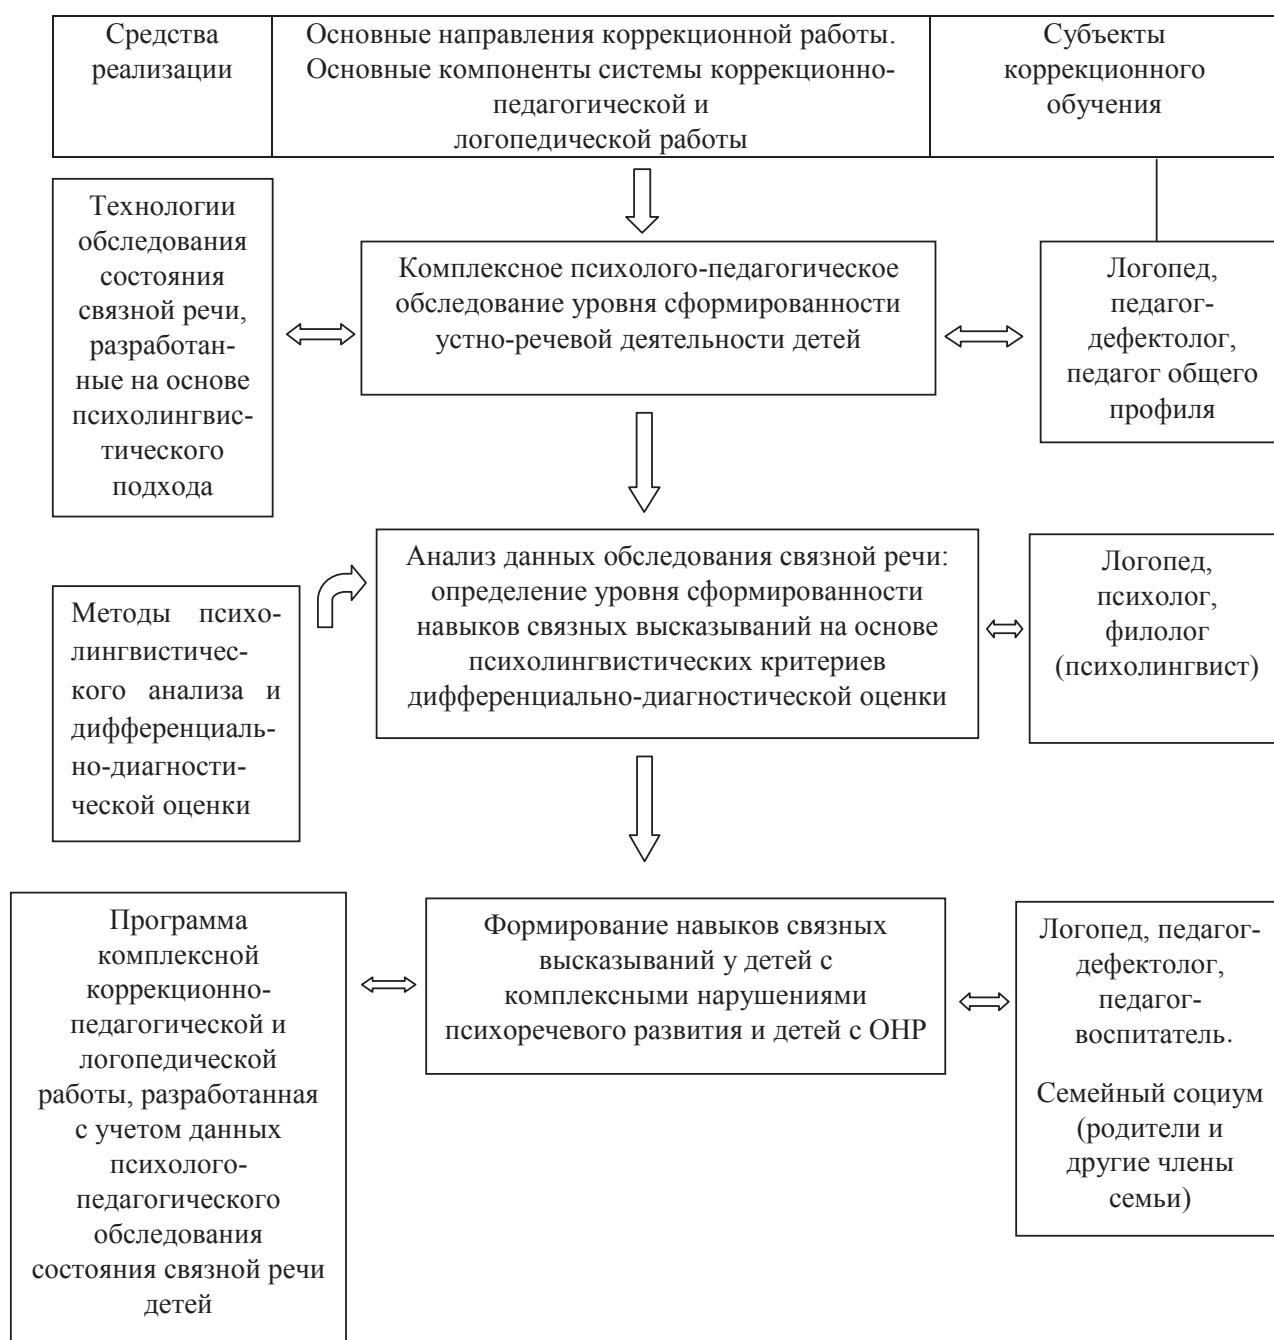 Средства
реализации
Основные направления коррекционной работы.
Основные компоненты системы коррекционно-
педагогической и
логопедической работы
Субъекты
коррекционного
обучения
Технологии
обследования
состояния
связной речи,
разработан-
ные на основе
психолингвис-
тического
подхода
Комплексное психолого-педагогическое
обследование уровня сформированности
устно-речевой деятельности детей
Логопед,
педагог-
дефектолог,
педагог общего
профиля
Методы психо-
лингвистичес-
кого анализа и
дифференциаль-
но-диагности-
ческой оценки
Анализ данных обследования связной речи:
определение уровня сформированности
навыков связных высказываний на основе
психолингвистических критериев
дифференциально-диагностической оценки
Логопед,
психолог,
филолог
(психолингвист)
Программа
комплексной
коррекционно-
педагогической и
логопедической
работы, разработанная
с учетом данных
психолого-
педагогического
обследования
состояния связной речи
детей
Формирование навыков связных
высказываний у детей с
комплексными нарушениями
психоречевого развития и детей с ОНР
Логопед, педагог-
дефектолог,
педагог-
воспитатель.
Семейный социум
(родители и
другие члены
семьи)